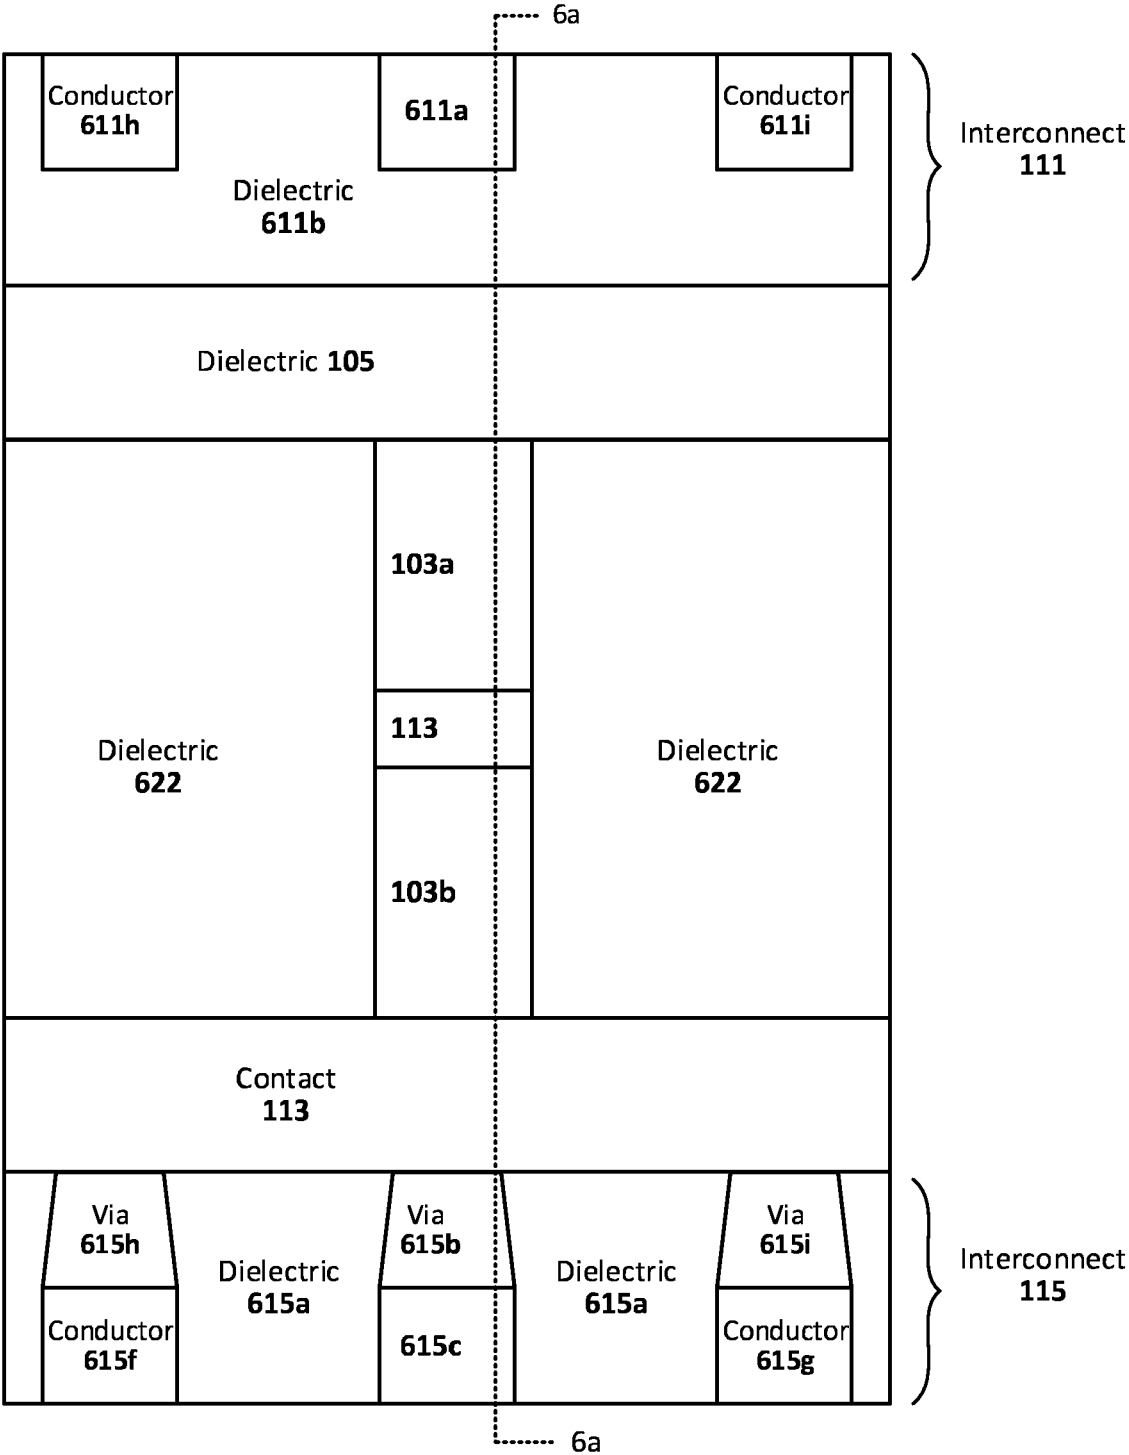 6a
Conductor
611h
611a
Conductor
611i
Interconnect
111
Dielectric
611b
Dielectric 105
103a
113
Dielectric
622
Dielectric
622
103b
Contact
113
Via
615h
Via
615b
Via
615i
Dielectric
615a
Dielectric
615a
Interconnect
115
Conductor
615f
615c
Conductor
615g
6a